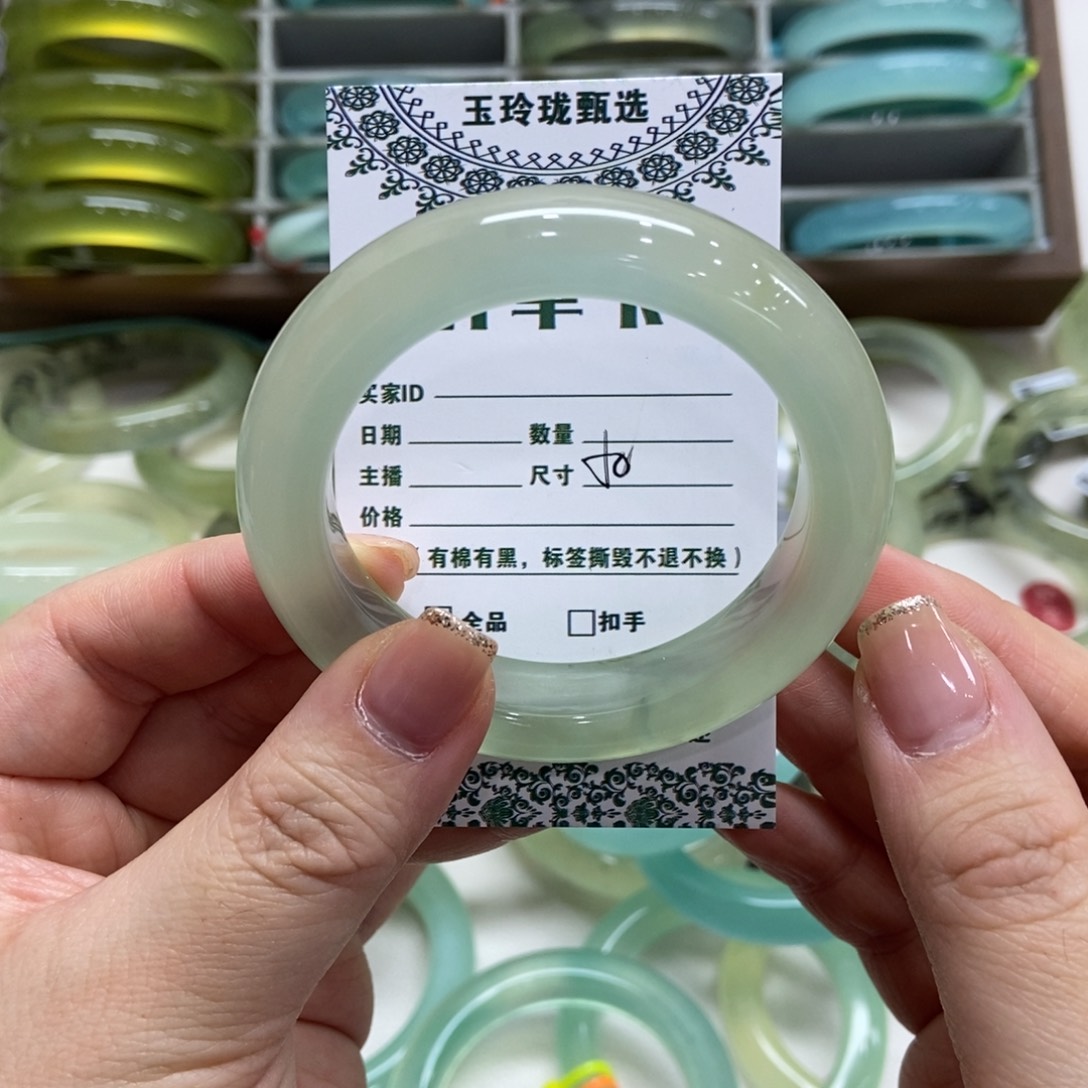 玉玲珑甄选
买家ID
日期 数量
主播 尺寸
价格
有棉有黑，标签撕毁不退不换）
全品 扣手